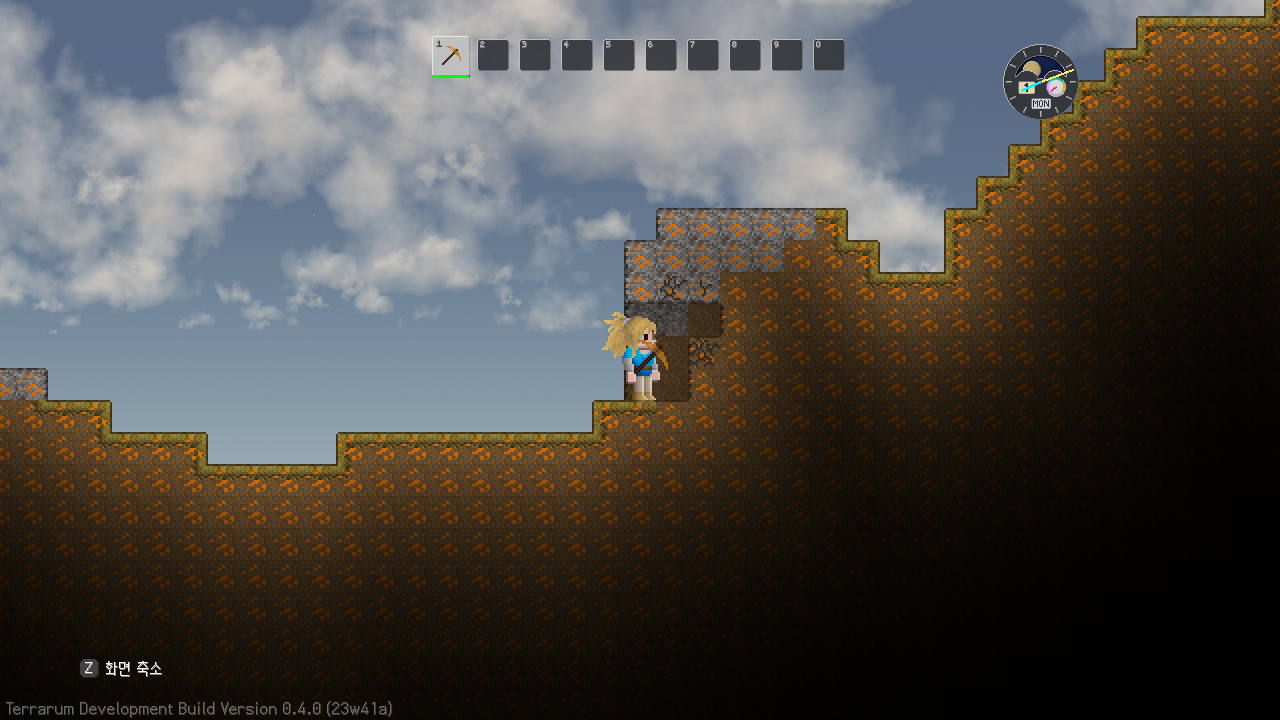 1 2 3 4 5 6 7 8 9 0
1
MON
Z 화면 축소
Terrarum Development Build Version 0.4.0 (23w41a)